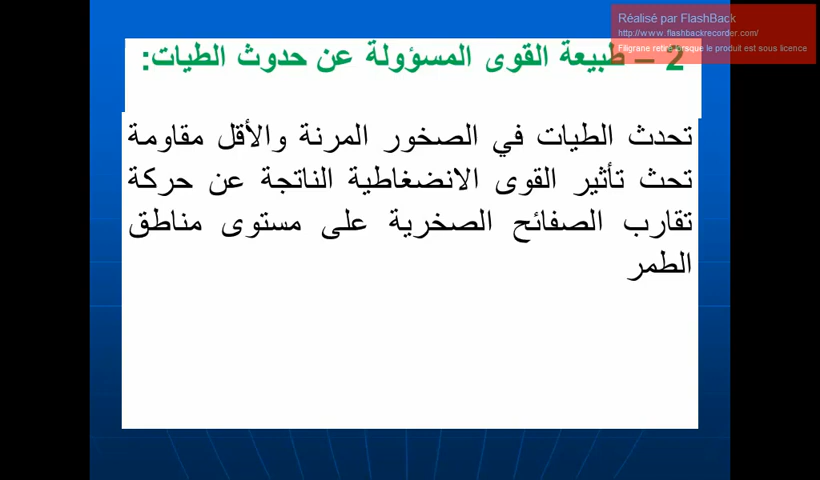 Réalisé par FlashBack
http://www.flashbackrecorder.com/
Filigrane retiré lorsque le produit est sous licence
2 – طبيعة القوى المسؤولة عن حدوث الطيات:
تحدث الطيات في الصخور المرنة والأقل مقاومة
تحث تأثير القوى الانضغاطية الناتجة عن حركة
تقارب الصفائح الصخرية على مستوى مناطق
الطمر